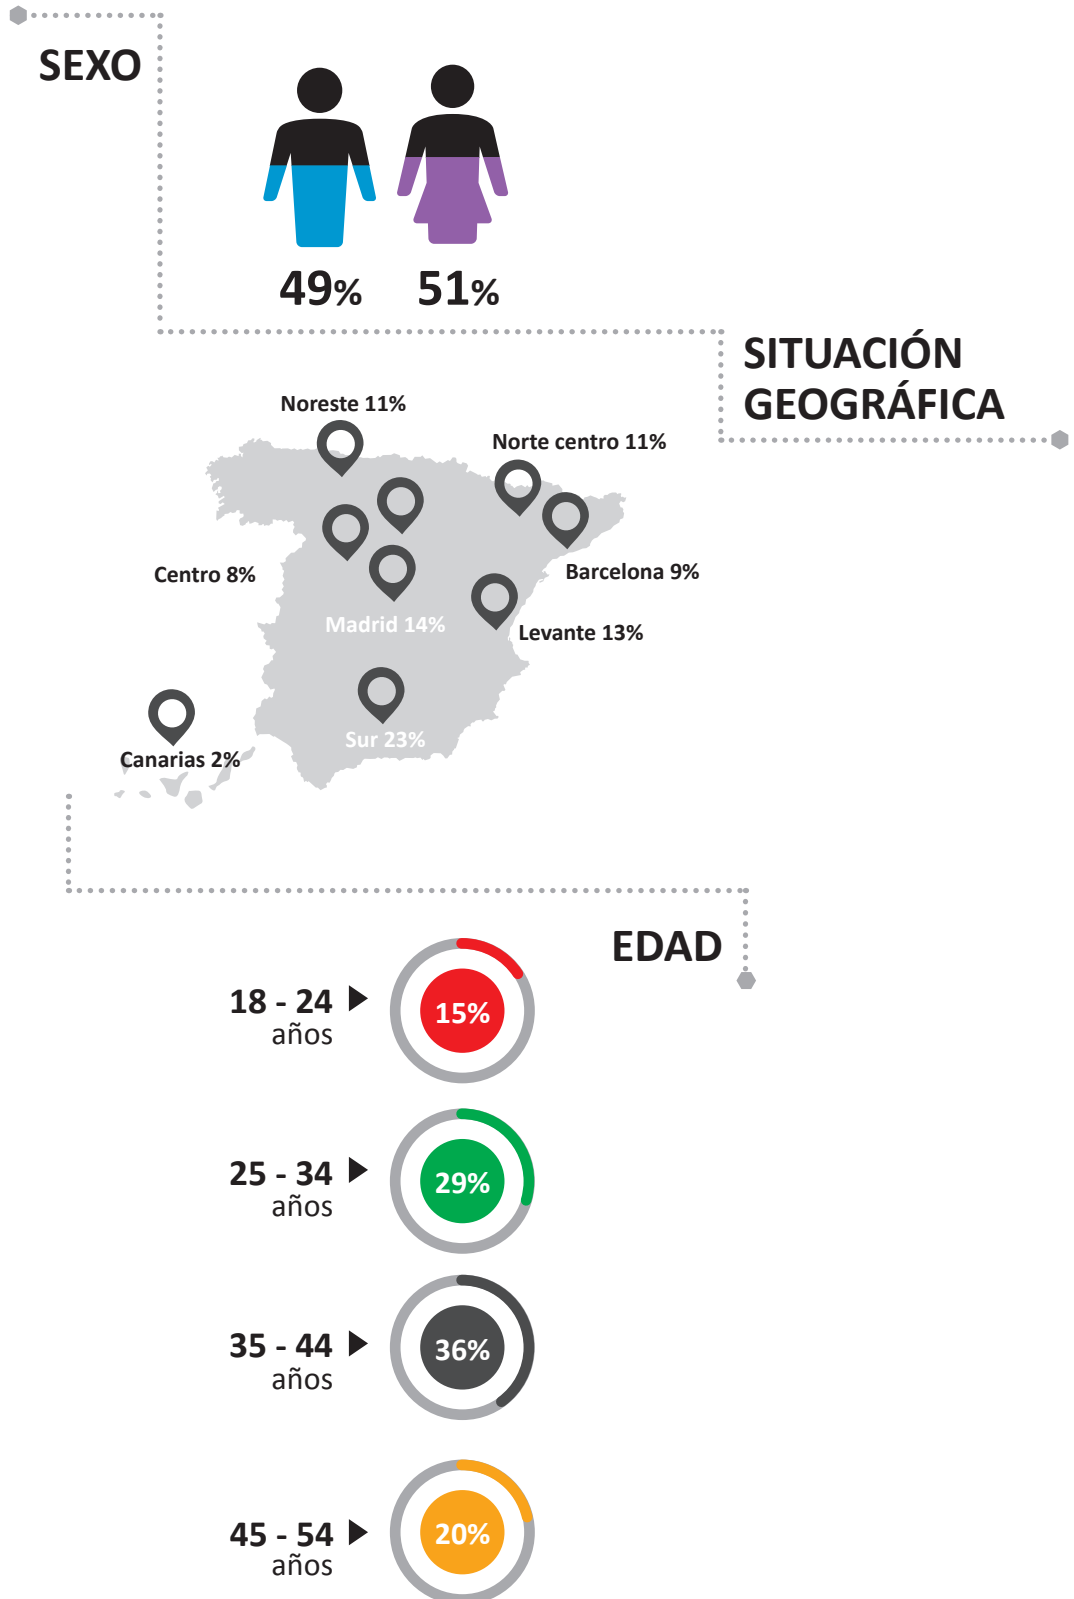 SEXO
49%
51%
SITUACIÓN
GEOGRÁFICA
Noreste 11%
Norte centro 11%
Centro 8%
Barcelona 9%
Madrid 14%
Levante 13%
Sur 23%
Canarias 2%
EDAD
18 - 24
años
15%
25 - 34
años
29%
35 - 44
años
36%
45 - 54
años
20%